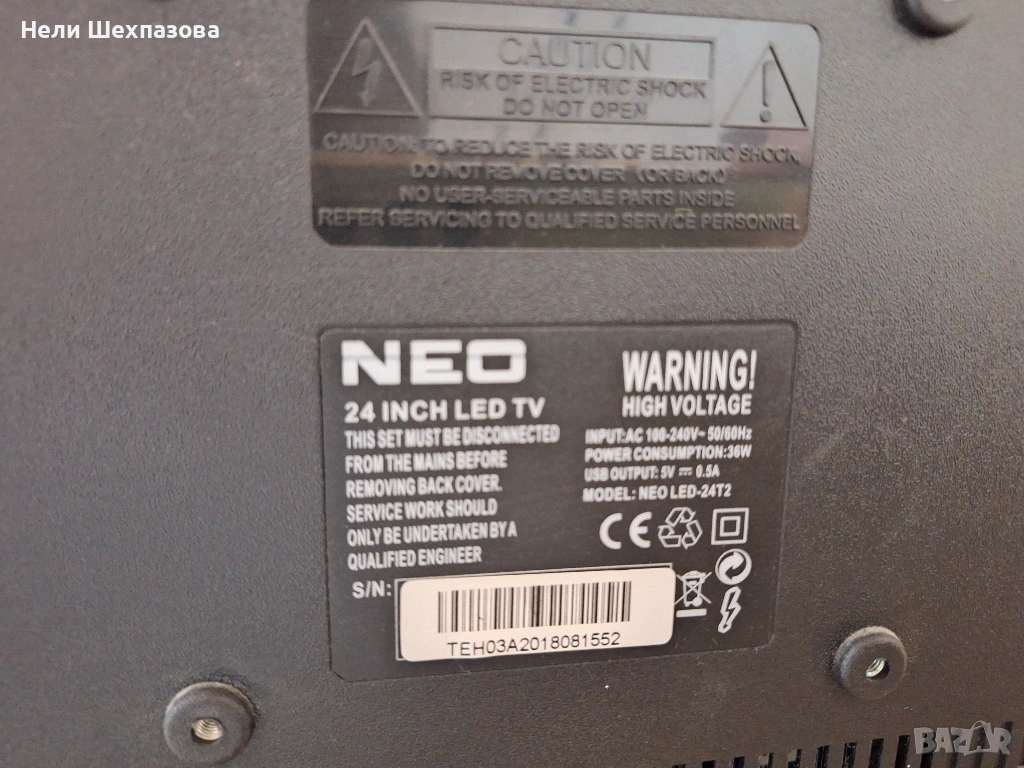 Нели Шехпазова
CAUTION
RISK OF ELECTRIC SHOCK
DO NOT OPEN
CAUTION: TO REDUCE THE RISK OF ELECTRIC SHOCK,
DO NOT REMOVE COVER (OR BACK)
NO USER-SERVICEABLE PARTS INSIDE
REFER SERVICING TO QUALIFIED SERVICE PERSONNEL
NEO
24 INCH LED TV
THIS SET MUST BE DISCONNECTED
FROM THE MAINS BEFORE
REMOVING BACK COVER.
SERVICE WORK SHOULD
ONLY BE UNDERTAKEN BY A
QUALIFIED ENGINEER
WARNING!
HIGH VOLTAGE
INPUT:AC 100-240V~ 50/60Hz
POWER CONSUMPTION:36W
USB OUTPUT: 5V ⎓ 0.5A
MODEL: NEO LED-24T2
CE
S/N:
TEH03A2018081552
BAZAR